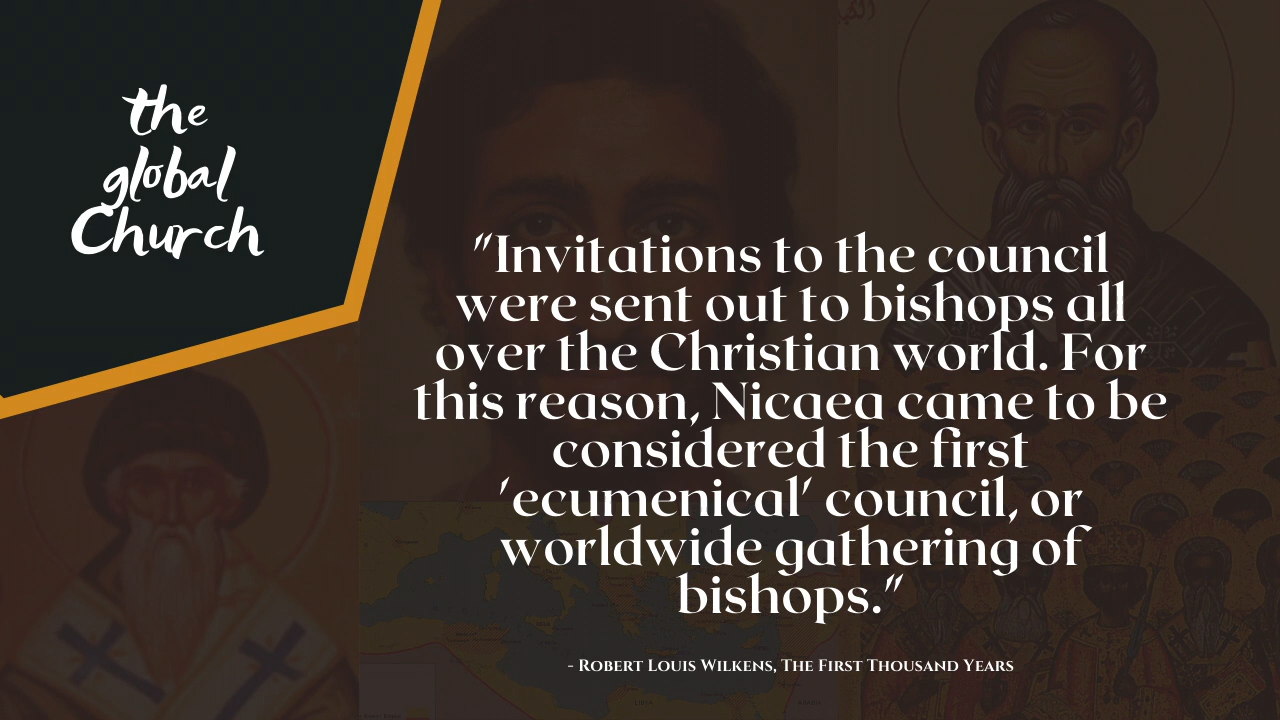 the
global
Church
"Invitations to the council
were sent out to bishops all
over the Christian world. For
this reason, Nicaea came to be
considered the first
'ecumenical' council, or
worldwide gathering of
bishops."
- Robert Louis Wilkens, The First Thousand Years